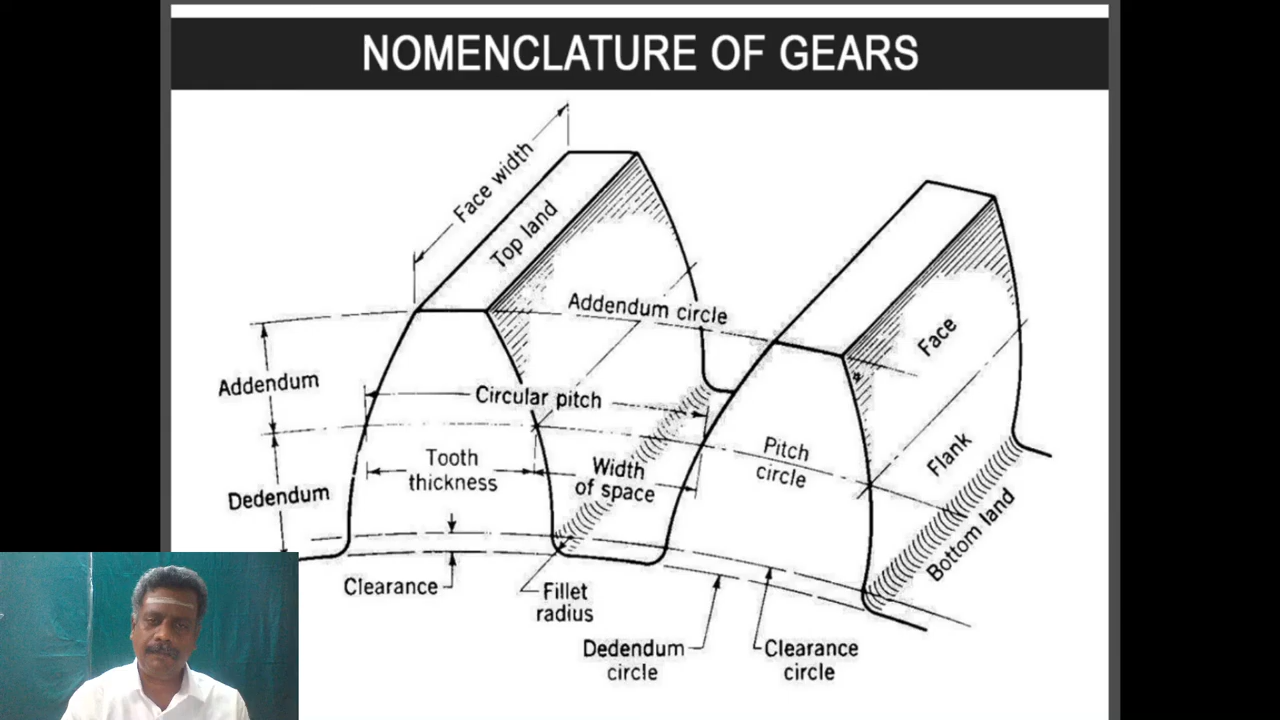 NOMENCLATURE OF GEARS
Face width
Top land
Addendum circle
Face
Addendum
Circular pitch
Tooth
thickness
Width
of space
Pitch
circle
Flank
Dedendum
Bottom land
Clearance
Fillet
radius
Dedendum
circle
Clearance
circle